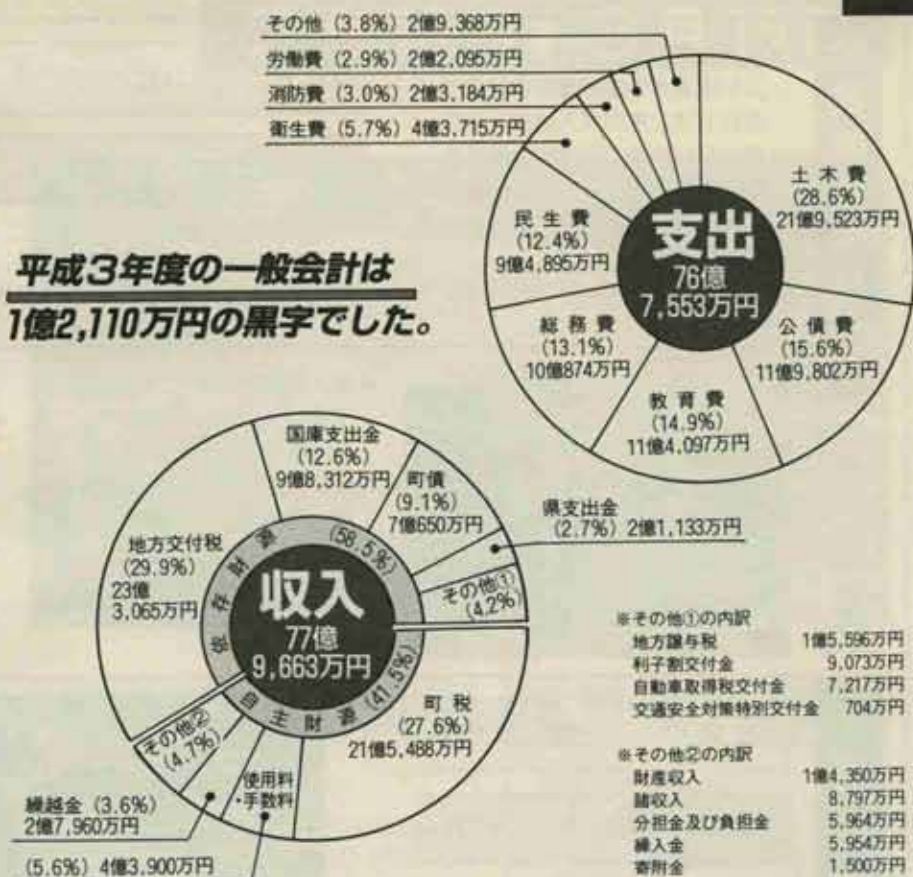 その他 (3.8%) 2億9,368万円
労働費 (2.9%) 2億2,095万円
消防費 (3.0%) 2億3,184万円
衛生費 (5.7%) 4億3,715万円
支出
76億
7,553万円
土木費
(28.6%)
21億9,523万円
公債費
(15.6%)
11億9,802万円
教育費
(14.9%)
11億4,097万円
総務費
(13.1%)
10億874万円
民生費
(12.4%)
9億4,895万円
平成3年度の一般会計は
1億2,110万円の黒字でした。
収入
77億
9,663万円
依存財源 (58.5%)
自主財源 (41.5%)
国庫支出金
(12.6%)
9億8,312万円
町債
(9.1%)
7億650万円
県支出金
(2.7%) 2億1,133万円
その他①
(4.2%)
地方交付税
(29.9%)
23億
3,065万円
町税
(27.6%)
21億5,488万円
その他②
(4.7%)
使用料
・手数料
繰越金 (3.6%)
2億7,960万円
(5.6%) 4億3,900万円
※その他①の内訳
地方譲与税 1億5,596万円
利子割交付金 9,073万円
自動車取得税交付金 7,217万円
交通安全対策特別交付金 704万円
※その他②の内訳
財産収入 1億4,350万円
諸収入 8,797万円
分担金及び負担金 5,964万円
繰入金 5,954万円
寄附金 1,500万円